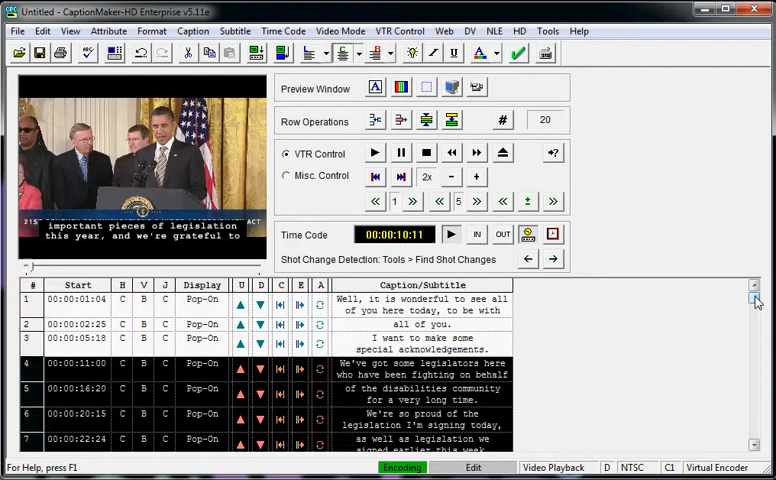 Untitled - CaptionMaker-HD Enterprise v5.11e
File Edit View Attribute Format Caption Subtitle Time Code Video Mode VTR Control Web DV NLE HD Tools Help
Preview Window
Row Operations # 20
VTR Control
Misc. Control 2x - +
1 5
Time Code 00:00:10:11 IN OUT
Shot Change Detection: Tools > Find Shot Changes
21ST
ACT
important pieces of legislation
this year, and we're grateful to
# Start H V J Display U D C E A Caption/Subtitle
1 00:00:01:04 C B C Pop-On Well, it is wonderful to see all
of you here today, to be with
2 00:00:02:25 C B C Pop-On all of you.
3 00:00:05:18 C B C Pop-On I want to make some
special acknowledgements.
4 00:00:11:00 C B C Pop-On We've got some legislators here
who have been fighting on behalf
5 00:00:16:20 C B C Pop-On of the disabilities community
for a very long time.
6 00:00:20:15 C B C Pop-On We're so proud of the
legislation I'm signing today,
7 00:00:22:24 C B C Pop-On as well as legislation we
signed earlier this week
For Help, press F1 Encoding Edit Video Playback D NTSC C1 Virtual Encoder